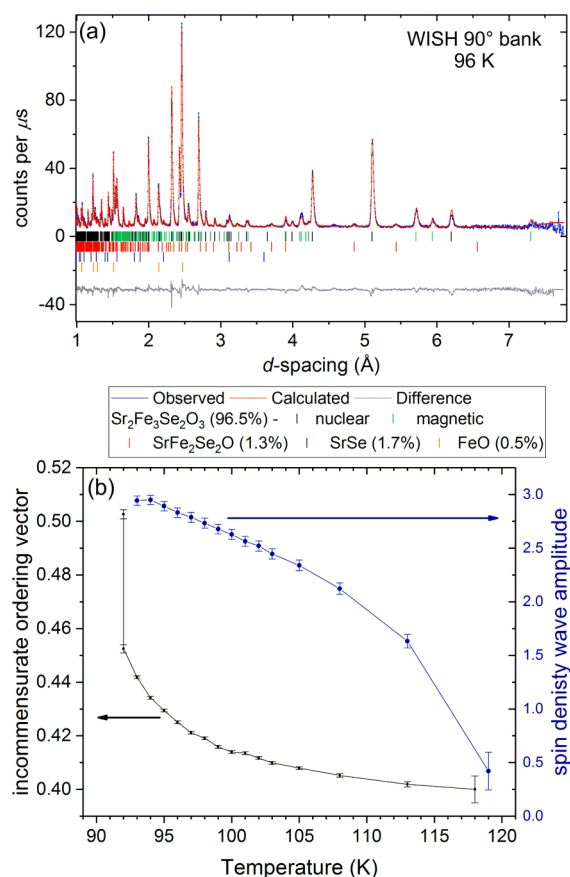 (a)
WISH 90° bank
96 K
counts per μs
120
80
40
0
-40
1 2 3 4 5 6 7
d-spacing (Å)
Observed Calculated Difference
Sr2Fe3Se2O3 (96.5%) - nuclear magnetic
SrFe2Se2O (1.3%) SrSe (1.7%) FeO (0.5%)
(b)
incommensurate ordering vector
0.52
0.50
0.48
0.46
0.44
0.42
0.40
spin denisty wave amplitude
3.0
2.5
2.0
1.5
1.0
0.5
0.0
90 95 100 105 110 115 120
Temperature (K)